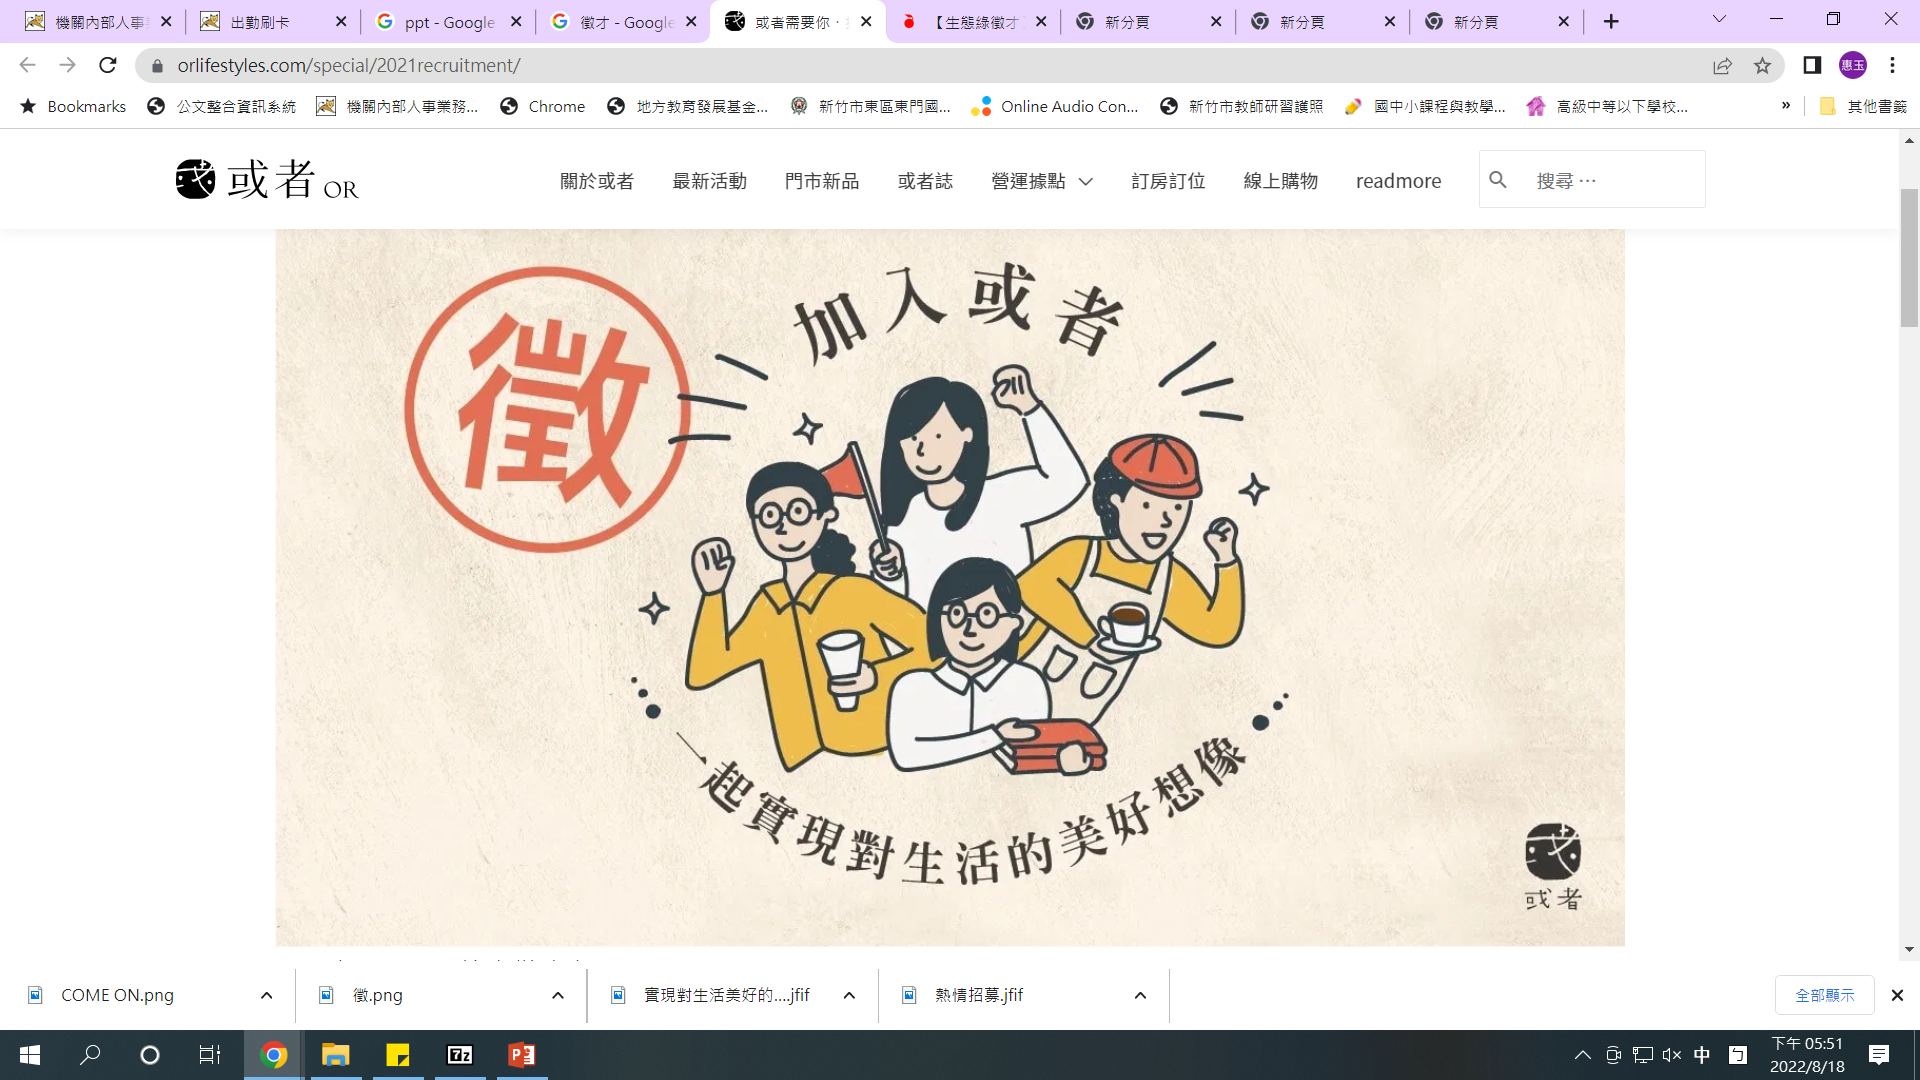 機關內部人事
出勤刷卡
ppt - Google
徵才 - Google
或者需要你 ·
【生態綠徵才
新分頁
新分頁
新分頁
orlifestyles.com/special/2021recruitment/
惠玉
Bookmarks
公文整合資訊系統
機關內部人事業務...
Chrome
地方教育發展基金...
新竹市東區東門國...
Online Audio Con...
新竹市教師研習護照
國中小課程與教學...
高級中等以下學校...
»
其他書籤
或者 OR
關於或者
最新活動
門市新品
或者誌
營運據點
訂房訂位
線上購物
readmore
搜尋 …
徵
加入或者
一起實現對生活的美好想像
或者
COME ON.png
徵.png
實現對生活美好的....jfif
熱情招募.jfif
全部顯示
7z
P
中
ㄅ
下午 05:51
2022/8/18